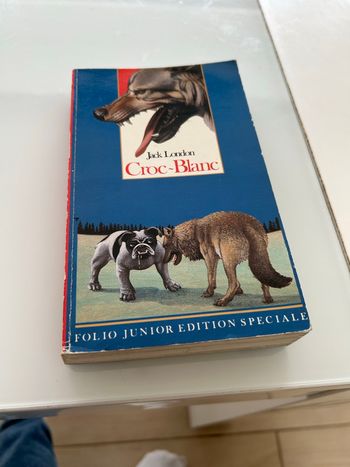 Jack London
Croc~Blanc
FOLIO JUNIOR EDITION SPECIALE